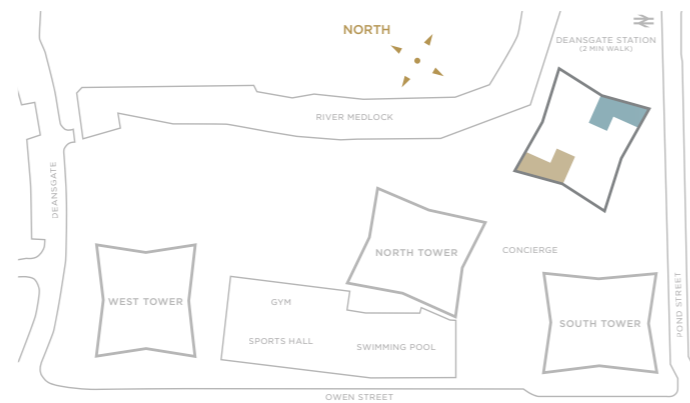 NORTH
DEANSGATE STATION
(2 MIN WALK)
RIVER MEDLOCK
DEANSGATE
NORTH TOWER
CONCIERGE
WEST TOWER
GYM
SPORTS HALL
SWIMMING POOL
SOUTH TOWER
POND STREET
OWEN STREET